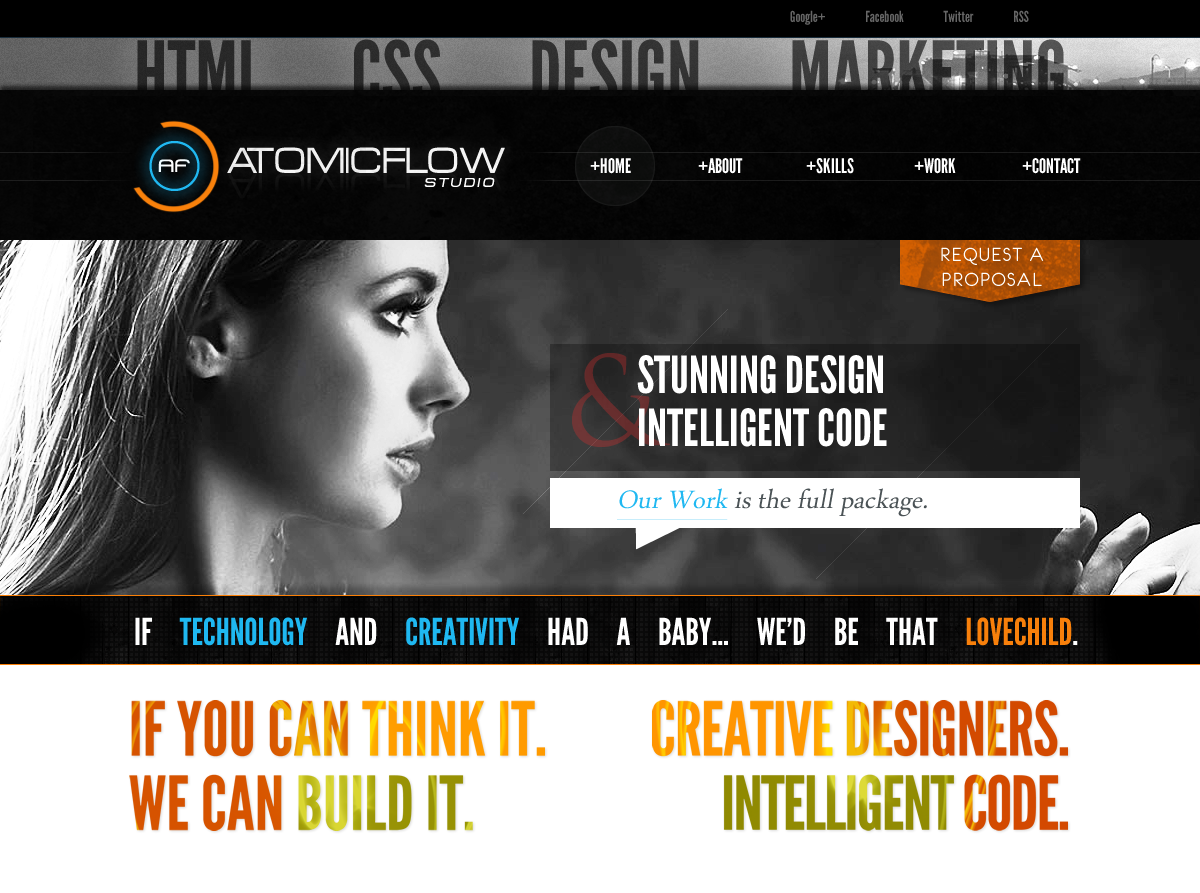 Google+ Facebook Twitter RSS
HTML CSS DESIGN MARKETING
AF ATOMICFLOW
STUDIO
+HOME +ABOUT +SKILLS +WORK +CONTACT
REQUEST A
PROPOSAL
& STUNNING DESIGN
INTELLIGENT CODE
Our Work is the full package.
IF TECHNOLOGY AND CREATIVITY HAD A BABY... WE'D BE THAT LOVECHILD.
IF YOU CAN THINK IT.
WE CAN BUILD IT.
CREATIVE DESIGNERS.
INTELLIGENT CODE.